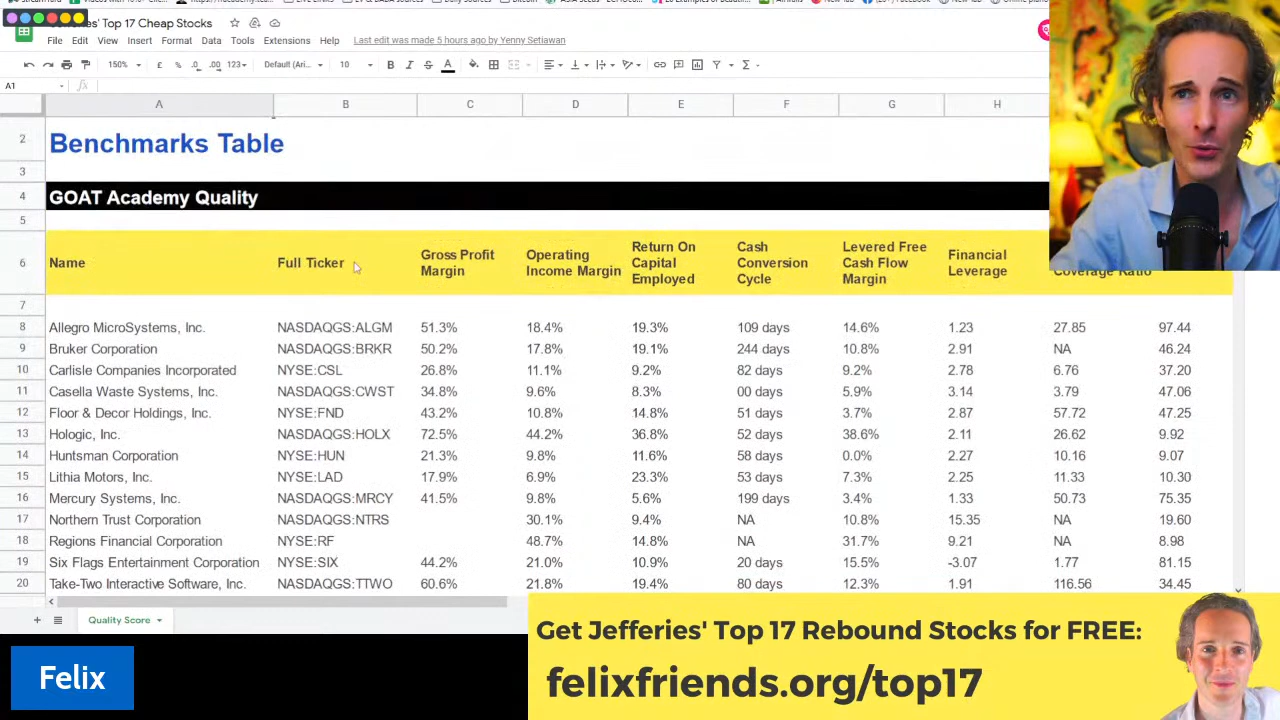 Jefferies' Top 17 Cheap Stocks
File Edit View Insert Format Data Tools Extensions Help Last edit was made 5 hours ago by Yenny Setiawan
150% £ % .0 .00 123 Default (Ari... 10 B I S A
A1 fx
A B C D E F G H
2 Benchmarks Table
3
4 GOAT Academy Quality
5
6 Name Full Ticker Gross Profit Margin Operating Income Margin Return On Capital Employed Cash Conversion Cycle Levered Free Cash Flow Margin Financial Leverage Coverage Ratio
7
8 Allegro MicroSystems, Inc. NASDAQGS:ALGM 51.3% 18.4% 19.3% 109 days 14.6% 1.23 27.85 97.44
9 Bruker Corporation NASDAQGS:BRKR 50.2% 17.8% 19.1% 244 days 10.8% 2.91 NA 46.24
10 Carlisle Companies Incorporated NYSE:CSL 26.8% 11.1% 9.2% 82 days 9.2% 2.78 6.76 37.20
11 Casella Waste Systems, Inc. NASDAQGS:CWST 34.8% 9.6% 8.3% 00 days 5.9% 3.14 3.79 47.06
12 Floor & Decor Holdings, Inc. NYSE:FND 43.2% 10.8% 14.8% 51 days 3.7% 2.87 57.72 47.25
13 Hologic, Inc. NASDAQGS:HOLX 72.5% 44.2% 36.8% 52 days 38.6% 2.11 26.62 9.92
14 Huntsman Corporation NYSE:HUN 21.3% 9.8% 11.6% 58 days 0.0% 2.27 10.16 9.07
15 Lithia Motors, Inc. NYSE:LAD 17.9% 6.9% 23.3% 53 days 7.3% 2.25 11.33 10.30
16 Mercury Systems, Inc. NASDAQGS:MRCY 41.5% 9.8% 5.6% 199 days 3.4% 1.33 50.73 75.35
17 Northern Trust Corporation NASDAQGS:NTRS 30.1% 9.4% NA 10.8% 15.35 NA 19.60
18 Regions Financial Corporation NYSE:RF 48.7% 14.8% NA 31.7% 9.21 NA 8.98
19 Six Flags Entertainment Corporation NYSE:SIX 44.2% 21.0% 10.9% 20 days 15.5% -3.07 1.77 81.15
20 Take-Two Interactive Software, Inc. NASDAQGS:TTWO 60.6% 21.8% 19.4% 80 days 12.3% 1.91 116.56 34.45
Quality Score
Get Jefferies' Top 17 Rebound Stocks for FREE:
felixfriends.org/top17
Felix